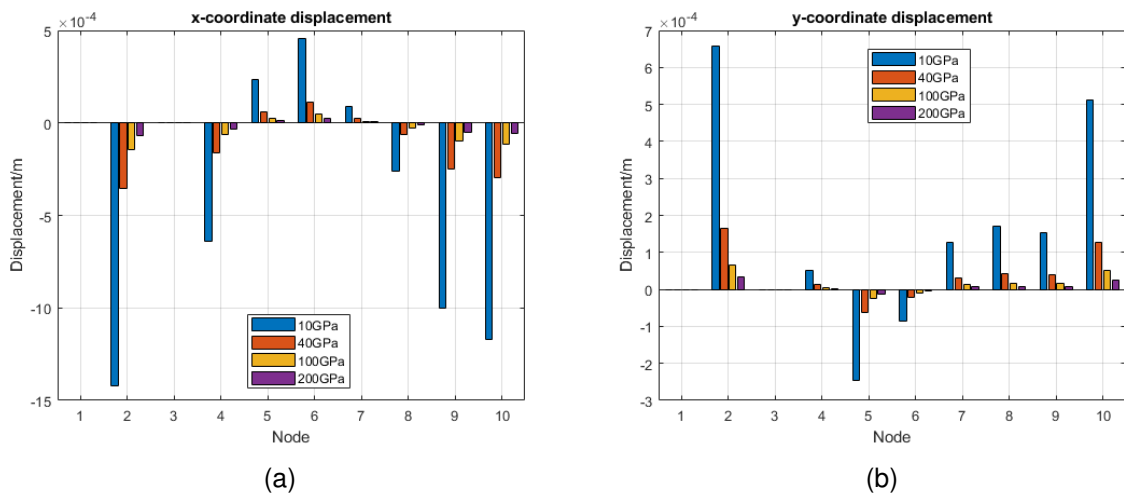 x-coordinate displacement
×10⁻⁴
5
0
-5
-10
-15
Displacement/m
10GPa
40GPa
100GPa
200GPa
1 2 3 4 5 6 7 8 9 10
Node
(a)
y-coordinate displacement
×10⁻⁴
7
6
5
4
3
2
1
0
-1
-2
-3
Displacement/m
10GPa
40GPa
100GPa
200GPa
1 2 3 4 5 6 7 8 9 10
Node
(b)